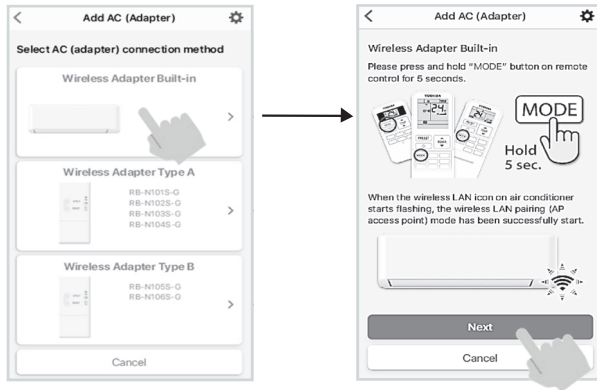 Add AC (Adapter)
Select AC (adapter) connection method
Wireless Adapter Built-in
Wireless Adapter Type A
RB-N101S-G
RB-N102S-G
RB-N103S-G
RB-N104S-G
Wireless Adapter Type B
RB-N105S-G
RB-N106S-G
Cancel
Add AC (Adapter)
Wireless Adapter Built-in
Please press and hold "MODE" button on remote
control for 5 seconds.
MODE
Hold
5 sec.
When the wireless LAN icon on air conditioner
starts flashing, the wireless LAN pairing (AP
access point) mode has been successfully start.
Next
Cancel